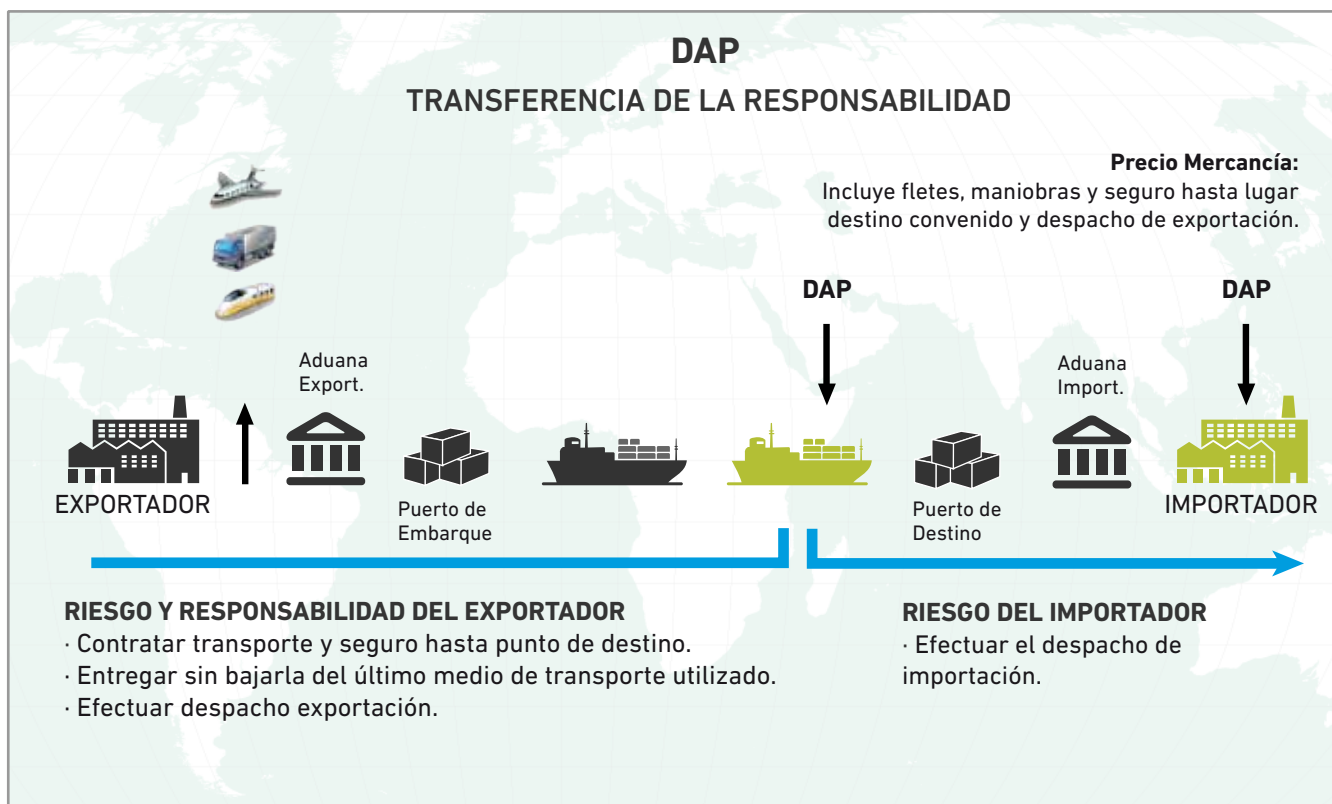 DAP
TRANSFERENCIA DE LA RESPONSABILIDAD
Precio Mercancía:
Incluye fletes, maniobras y seguro hasta lugar
destino convenido y despacho de exportación.
DAP
DAP
Aduana
Export.
Aduana
Import.
EXPORTADOR
Puerto de
Embarque
Puerto de
Destino
IMPORTADOR
RIESGO Y RESPONSABILIDAD DEL EXPORTADOR
· Contratar transporte y seguro hasta punto de destino.
· Entregar sin bajarla del último medio de transporte utilizado.
· Efectuar despacho exportación.
RIESGO DEL IMPORTADOR
· Efectuar el despacho de
importación.